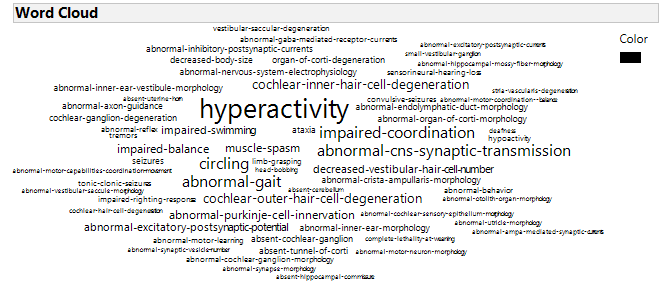 Word Cloud
Color
vestibular-saccular-degeneration
abnormal-gaba-mediated-receptor-currents
abnormal-inhibitory-postsynaptic-currents
abnormal-excitatory-postsynaptic-currents
small-vestibular-ganglion
decreased-body-size
organ-of-corti-degeneration
abnormal-hippocampal-mossy-fiber-morphology
abnormal-nervous-system-electrophysiology
sensorineural-hearing-loss
abnormal-inner-ear-vestibule-morphology
cochlear-inner-hair-cell-degeneration
stria-vascularis-degeneration
absent-uterine-horn
convulsive-seizures
abnormal-motor-coordination--balance
abnormal-axon-guidance
hyperactivity
abnormal-endolymphatic-duct-morphology
cochlear-ganglion-degeneration
abnormal-organ-of-corti-morphology
abnormal-reflex
impaired-swimming
ataxia
impaired-coordination
deafness
tremors
hypoactivity
impaired-balance
muscle-spasm
abnormal-cns-synaptic-transmission
seizures
circling
limb-grasping
abnormal-motor-capabilities-coordination-movement
head-bobbing
decreased-vestibular-hair-cell-number
tonic-clonic-seizures
abnormal-gait
abnormal-crista-ampullaris-morphology
abnormal-vestibular-saccule-morphology
absent-cerebellum
abnormal-behavior
impaired-righting-response
cochlear-outer-hair-cell-degeneration
abnormal-otolith-organ-morphology
cochlear-hair-cell-degeneration
abnormal-purkinje-cell-innervation
abnormal-cochlear-sensory-epithelium-morphology
abnormal-utricle-morphology
abnormal-excitatory-postsynaptic-potential
abnormal-inner-ear-morphology
abnormal-ampa-mediated-synaptic-currents
abnormal-motor-learning
absent-cochlear-ganglion
complete-lethality-at-weaning
abnormal-synaptic-vesicle-number
absent-tunnel-of-corti
abnormal-motor-neuron-morphology
abnormal-cochlear-ganglion-morphology
abnormal-synapse-morphology
absent-hippocampal-commissure